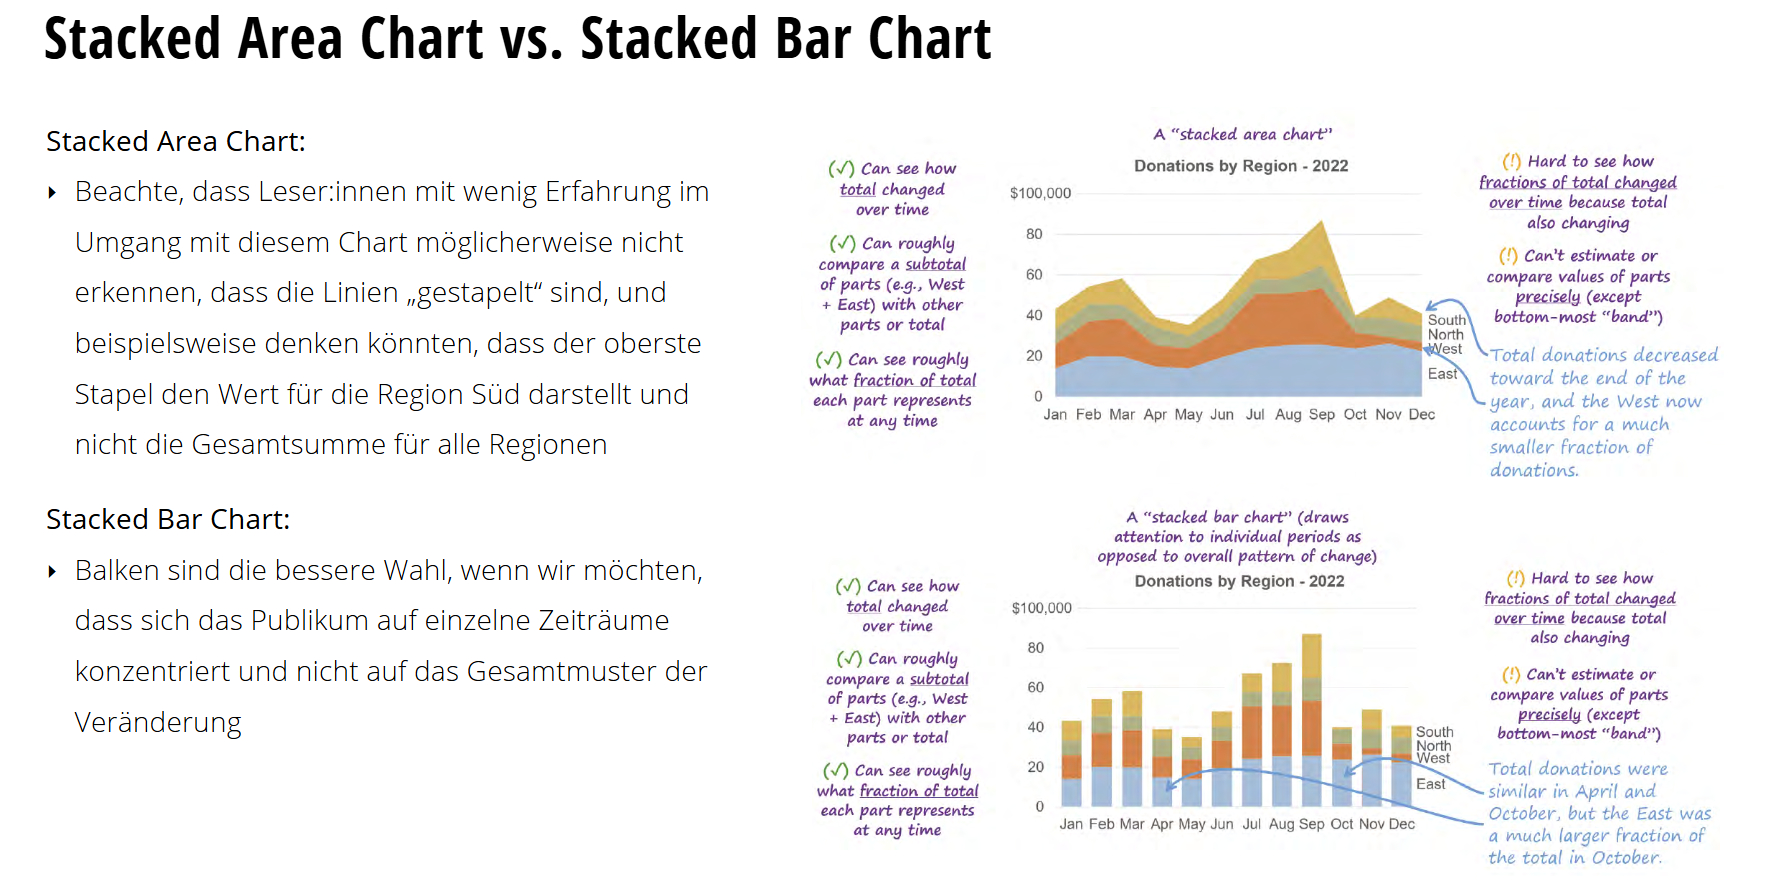 Stacked Area Chart vs. Stacked Bar Chart
Stacked Area Chart:
Beachte, dass Leser:innen mit wenig Erfahrung im
Umgang mit diesem Chart möglicherweise nicht
erkennen, dass die Linien „gestapelt“ sind, und
beispielsweise denken könnten, dass der oberste
Stapel den Wert für die Region Süd darstellt und
nicht die Gesamtsumme für alle Regionen
Stacked Bar Chart:
Balken sind die bessere Wahl, wenn wir möchten,
dass sich das Publikum auf einzelne Zeiträume
konzentriert und nicht auf das Gesamtmuster der
Veränderung
(✓) Can see how
total changed
over time
(✓) Can roughly
compare a subtotal
of parts (e.g., West
+ East) with other
parts or total
(✓) Can see roughly
what fraction of total
each part represents
at any time
A “stacked area chart”
Donations by Region - 2022
$100,000
80
60
40
20
0
Jan Feb Mar Apr May Jun Jul Aug Sep Oct Nov Dec
South
North
West
East
(!) Hard to see how
fractions of total changed
over time because total
also changing
(!) Can't estimate or
compare values of parts
precisely (except
bottom-most “band”)
Total donations decreased
toward the end of the
year, and the West now
accounts for a much
smaller fraction of
donations.
(✓) Can see how
total changed
over time
(✓) Can roughly
compare a subtotal
of parts (e.g., West
+ East) with other
parts or total
(✓) Can see roughly
what fraction of total
each part represents
at any time
A “stacked bar chart” (draws
attention to individual periods as
opposed to overall pattern of change)
Donations by Region - 2022
$100,000
80
60
40
20
0
Jan Feb Mar Apr May Jun Jul Aug Sep Oct Nov Dec
South
North
West
East
(!) Hard to see how
fractions of total changed
over time because total
also changing
(!) Can't estimate or
compare values of parts
precisely (except
bottom-most “band”)
Total donations were
similar in April and
October, but the East was
a much larger fraction of
the total in October.